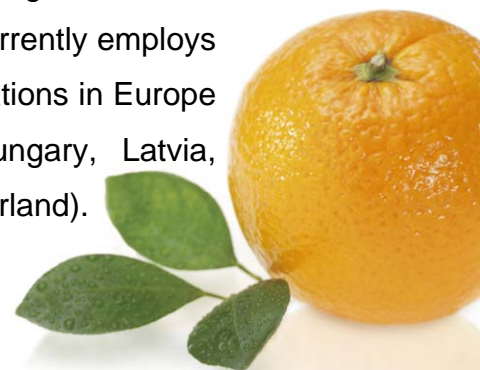 rrently employs
tions in Europe
ungary, Latvia,
rland).